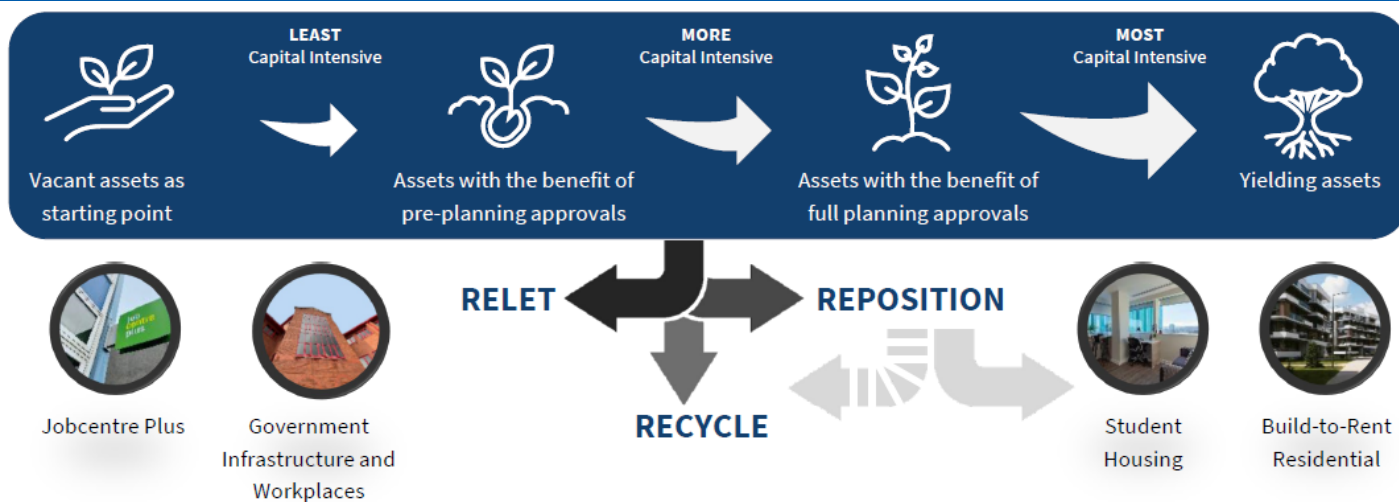 LEAST
Capital Intensive
MORE
Capital Intensive
MOST
Capital Intensive
Vacant assets as
starting point
Assets with the benefit of
pre-planning approvals
Assets with the benefit of
full planning approvals
Yielding assets
RELET
REPOSITION
RECYCLE
centre
plus
Jobcentre Plus
Government
Infrastructure and
Workplaces
Student
Housing
Build-to-Rent
Residential